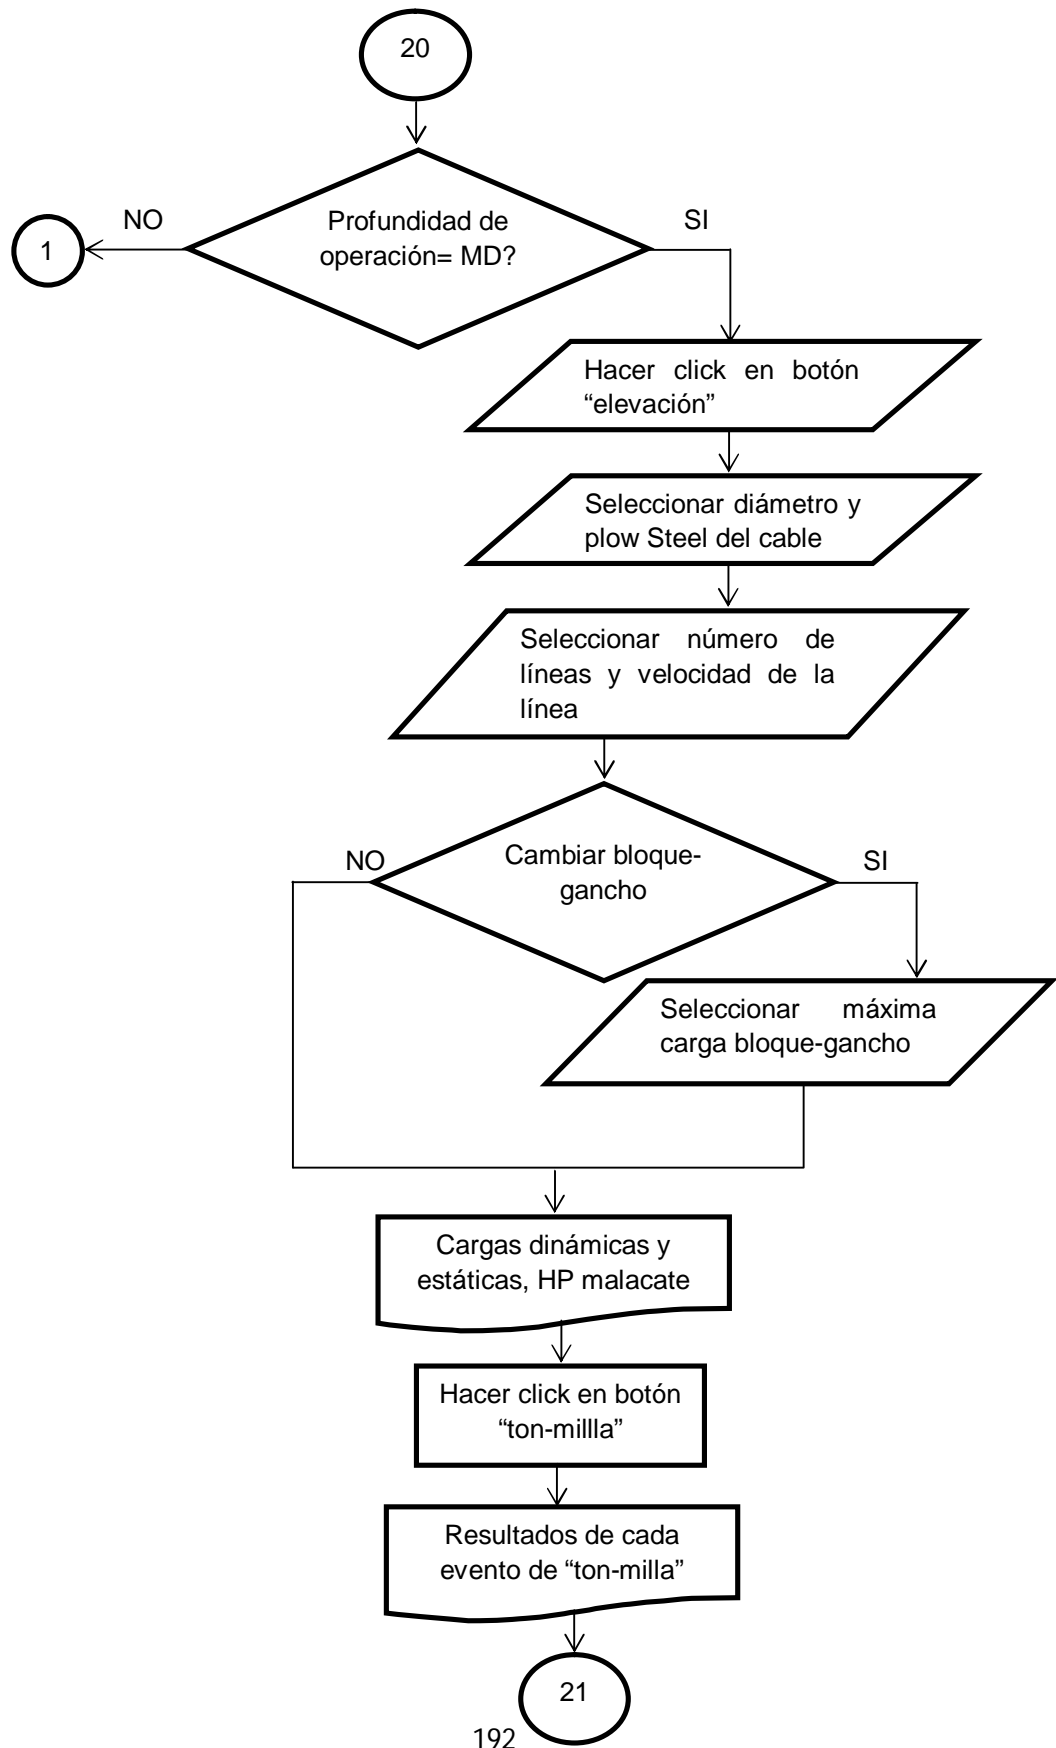 20
Profundidad de
operación= MD?
NO
SI
1
Hacer click en botón
“elevación”
Seleccionar diámetro y
plow Steel del cable
Seleccionar número de
líneas y velocidad de la
línea
Cambiar bloque-
gancho
NO
SI
Seleccionar máxima
carga bloque-gancho
Cargas dinámicas y
estáticas, HP malacate
Hacer click en botón
“ton-millla”
Resultados de cada
evento de “ton-milla”
21
192